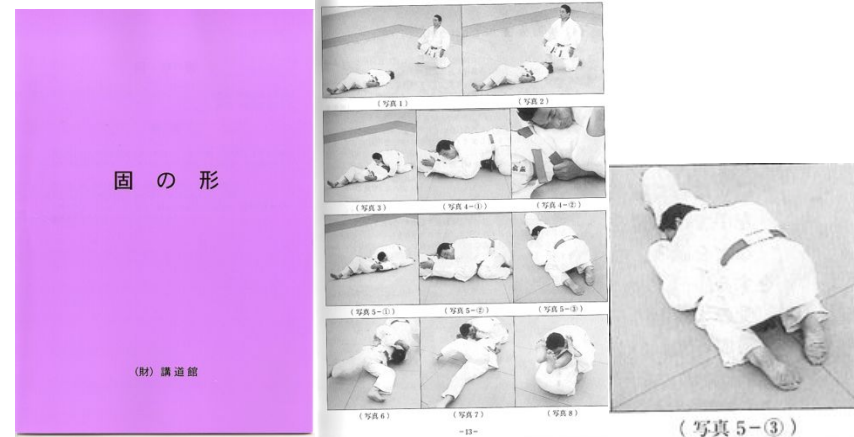 固の形
(財) 講道館
(写真1)
(写真2)
(写真3)
(写真4-①)
(写真4-②)
(写真5-①)
(写真5-②)
(写真5-③)
(写真6)
(写真7)
(写真8)
-13-
(写真5-③)